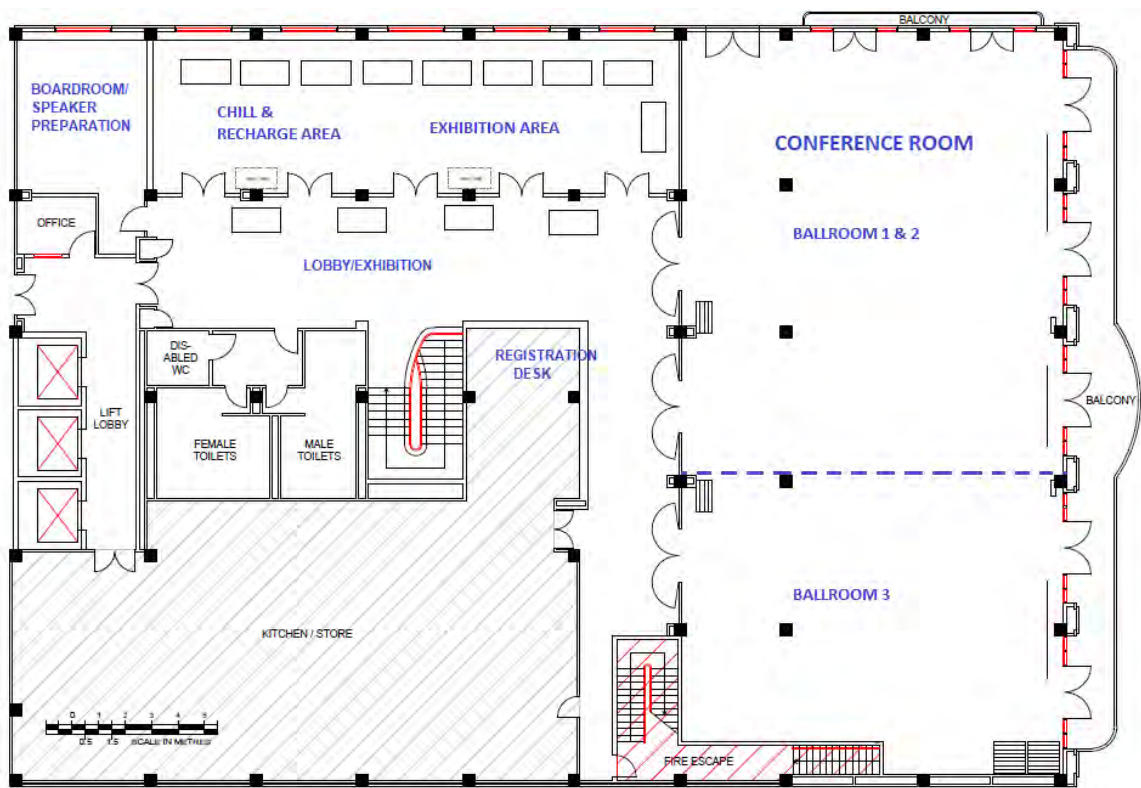 BALCONY
BOARDROOM/
SPEAKER
PREPARATION
CHILL &
RECHARGE AREA
EXHIBITION AREA
CONFERENCE ROOM
OFFICE
BALLROOM 1 & 2
LOBBY/EXHIBITION
DIS-
ABLED
WC
REGISTRATION
DESK
LIFT
LOBBY
FEMALE
TOILETS
MALE
TOILETS
BALCONY
BALLROOM 3
KITCHEN / STORE
0 1 2 3 4 5
0.5 1.5 SCALE IN METRES
FIRE ESCAPE